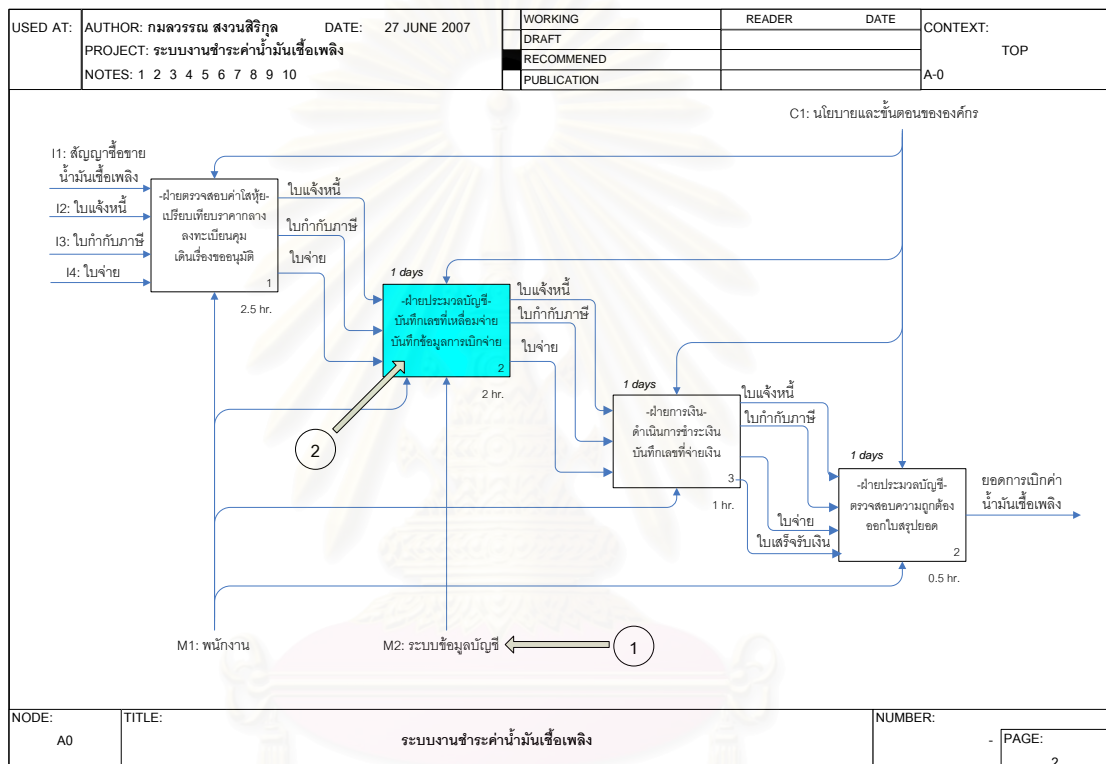 USED AT:
AUTHOR: กมลวรรณ สงวนสิริกุล DATE: 27 JUNE 2007
PROJECT: ระบบงานชำระค่าน้ำมันเชื้อเพลิง
NOTES: 1 2 3 4 5 6 7 8 9 10
WORKING
DRAFT
RECOMMENED
PUBLICATION
READER DATE
CONTEXT:
TOP
A-0
C1: นโยบายและขั้นตอนขององค์กร
I1: สัญญาซื้อขาย
น้ำมันเชื้อเพลิง
I2: ใบแจ้งหนี้
I3: ใบกำกับภาษี
I4: ใบจ่าย
-ฝ่ายตรวจสอบค่าโสหุ้ย-
เปรียบเทียบราคากลาง
ลงทะเบียนคุม
เดินเรื่องขออนุมัติ
1
2.5 hr.
ใบแจ้งหนี้
ใบกำกับภาษี
ใบจ่าย
1 days
-ฝ่ายประมวลบัญชี-
บันทึกเลขที่เหลื่อมจ่าย
บันทึกข้อมูลการเบิกจ่าย
2
2 hr.
ใบแจ้งหนี้
ใบกำกับภาษี
ใบจ่าย
1 days
-ฝ่ายการเงิน-
ดำเนินการชำระเงิน
บันทึกเลขที่จ่ายเงิน
3
1 hr.
ใบแจ้งหนี้
ใบกำกับภาษี
ใบจ่าย
ใบเสร็จรับเงิน
1 days
-ฝ่ายประมวลบัญชี-
ตรวจสอบความถูกต้อง
ออกใบสรุปยอด
2
0.5 hr.
ยอดการเบิกค่า
น้ำมันเชื้อเพลิง
2
M1: พนักงาน
M2: ระบบข้อมูลบัญชี
1
NODE:
A0
TITLE:
ระบบงานชำระค่าน้ำมันเชื้อเพลิง
NUMBER:
-
PAGE:
2